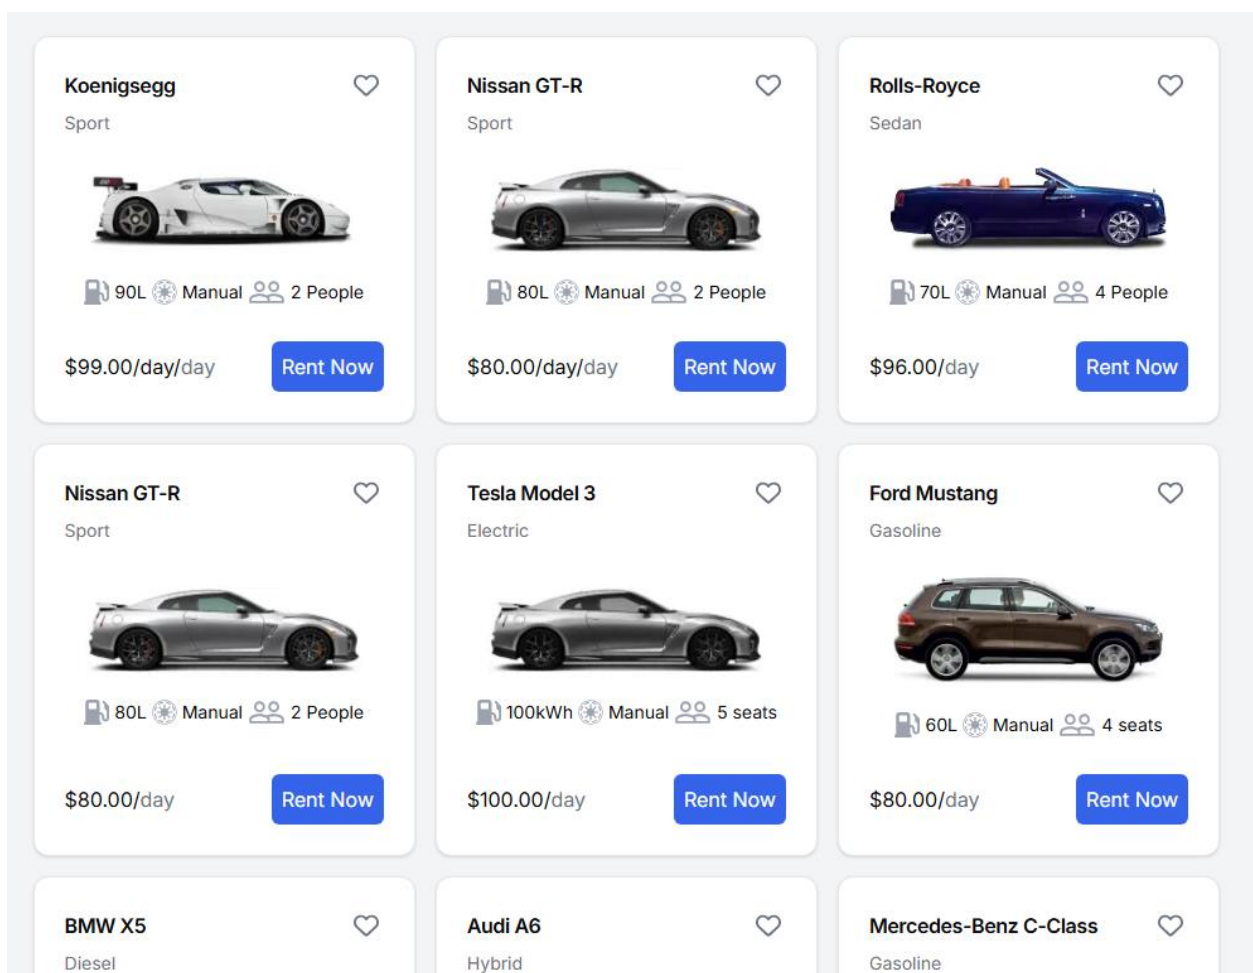 Koenigsegg
Sport
90L Manual 2 People
$99.00/day/day Rent Now
Nissan GT-R
Sport
80L Manual 2 People
$80.00/day/day Rent Now
Rolls-Royce
Sedan
70L Manual 4 People
$96.00/day Rent Now
Nissan GT-R
Sport
80L Manual 2 People
$80.00/day Rent Now
Tesla Model 3
Electric
100kWh Manual 5 seats
$100.00/day Rent Now
Ford Mustang
Gasoline
60L Manual 4 seats
$80.00/day Rent Now
BMW X5
Diesel
Audi A6
Hybrid
Mercedes-Benz C-Class
Gasoline